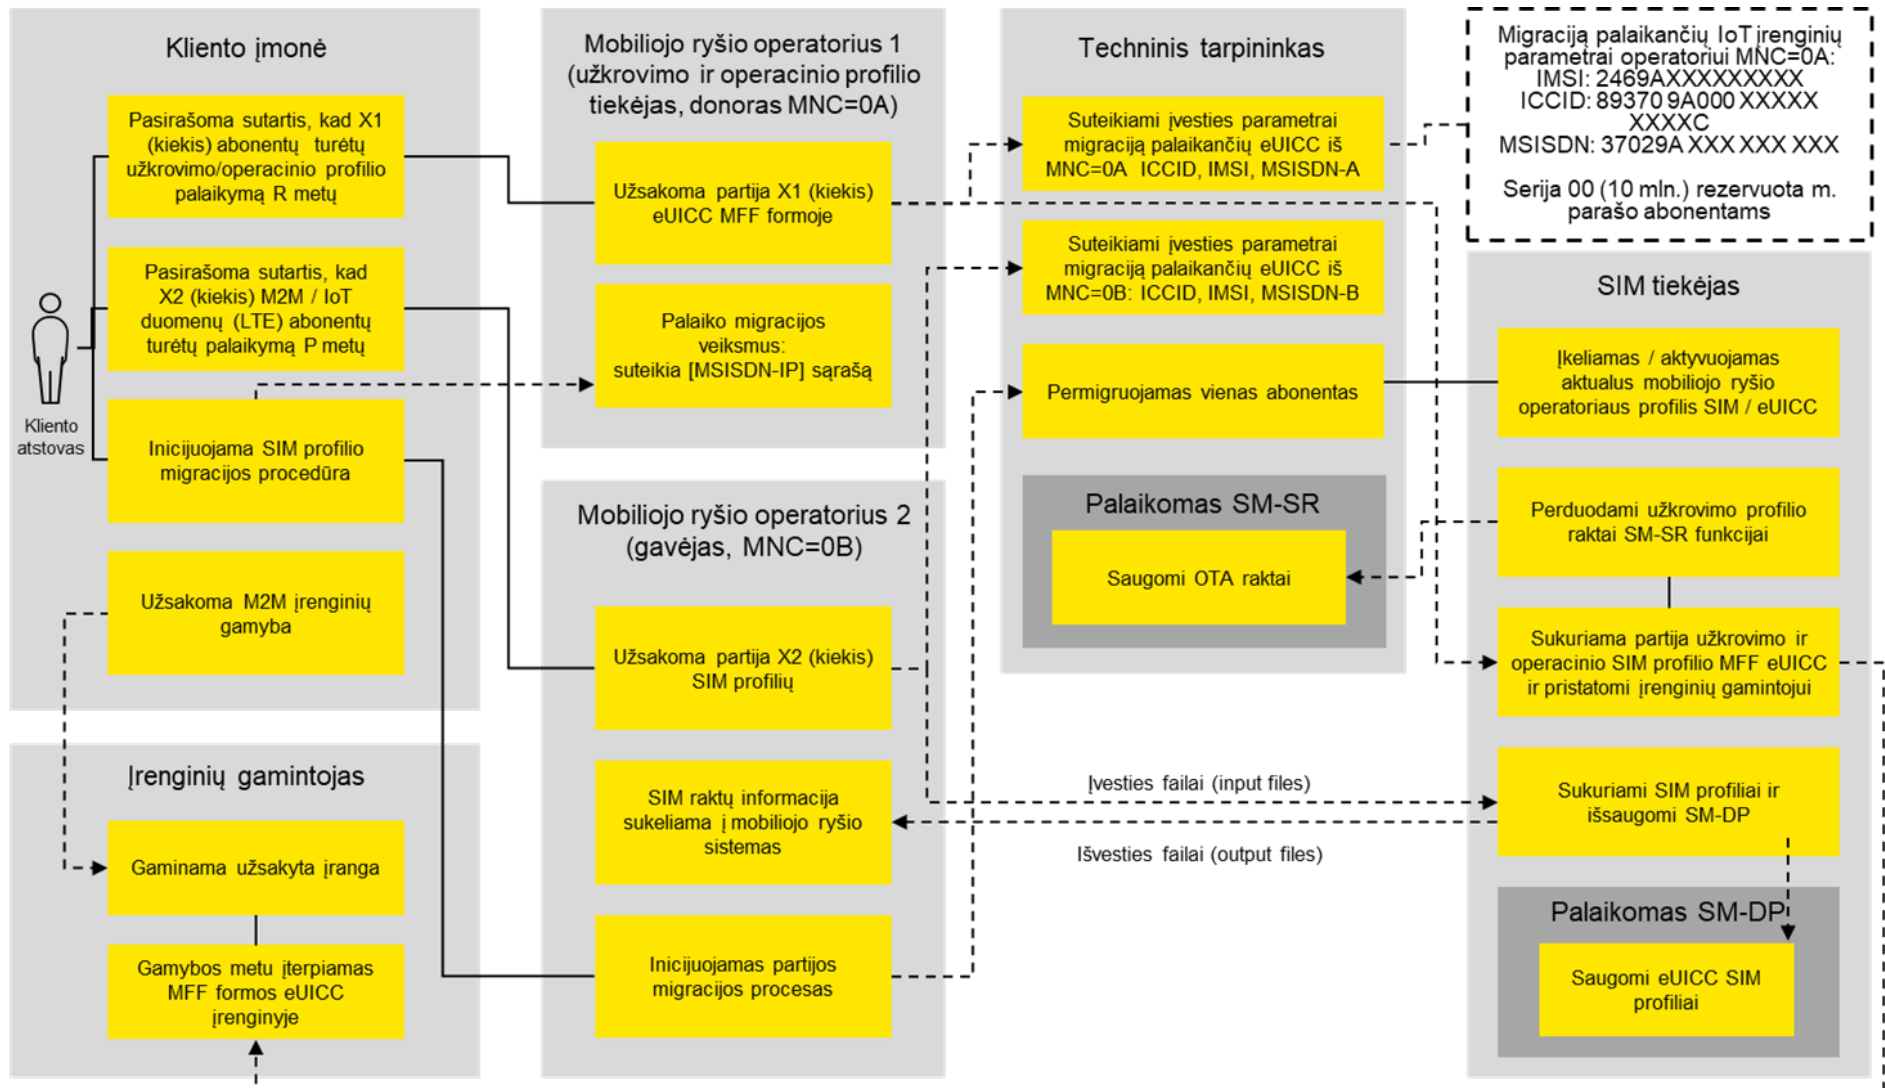 Kliento įmonė
Pasirašoma sutartis, kad X1
(kiekis) abonentų turėtų
užkrovimo/operacinio profilio
palaikymą R metų
Pasirašoma sutartis, kad
X2 (kiekis) M2M / IoT
duomenų (LTE) abonentų
turėtų palaikymą P metų
Kliento
atstovas
Inicijuojama SIM profilio
migracijos procedūra
Užsakoma M2M įrenginių
gamyba
Įrenginių gamintojas
Gaminama užsakyta įranga
Gamybos metu įterpiamas
MFF formos eUICC
įrenginyje
Mobiliojo ryšio operatorius 1
(užkrovimo ir operacinio profilio
tiekėjas, donoras MNC=0A)
Užsakoma partija X1 (kiekis)
eUICC MFF formoje
Palaiko migracijos
veiksmus:
suteikia [MSISDN-IP] sąrašą
Mobiliojo ryšio operatorius 2
(gavėjas, MNC=0B)
Užsakoma partija X2 (kiekis)
SIM profilių
SIM raktų informacija
sukeliama į mobiliojo ryšio
sistemas
Inicijuojamas partijos
migracijos procesas
Techninis tarpininkas
Suteikiami įvesties parametrai
migraciją palaikančių eUICC iš
MNC=0A ICCID, IMSI, MSISDN-A
Suteikiami įvesties parametrai
migraciją palaikančių eUICC iš
MNC=0B: ICCID, IMSI, MSISDN-B
Permigruojamas vienas abonentas
Palaikomas SM-SR
Saugomi OTA raktai
Įvesties failai (input files)
Išvesties failai (output files)
Migraciją palaikančių IoT įrenginių
parametrai operatoriui MNC=0A:
IMSI: 2469AXXXXXXXXXX
ICCID: 89370 9A000 XXXXX
XXXXC
MSISDN: 37029A XXX XXX XXX
Serija 00 (10 mln.) rezervuota m.
parašo abonentams
SIM tiekėjas
Įkeliamas / aktyvuojamas
aktualus mobiliojo ryšio
operatoriaus profilis SIM / eUICC
Perduodami užkrovimo profilio
raktai SM-SR funkcijai
Sukuriama partija užkrovimo ir
operacinio SIM profilio MFF eUICC
ir pristatomi įrenginių gamintojui
Sukuriami SIM profiliai ir
išsaugomi SM-DP
Palaikomas SM-DP
Saugomi eUICC SIM
profiliai